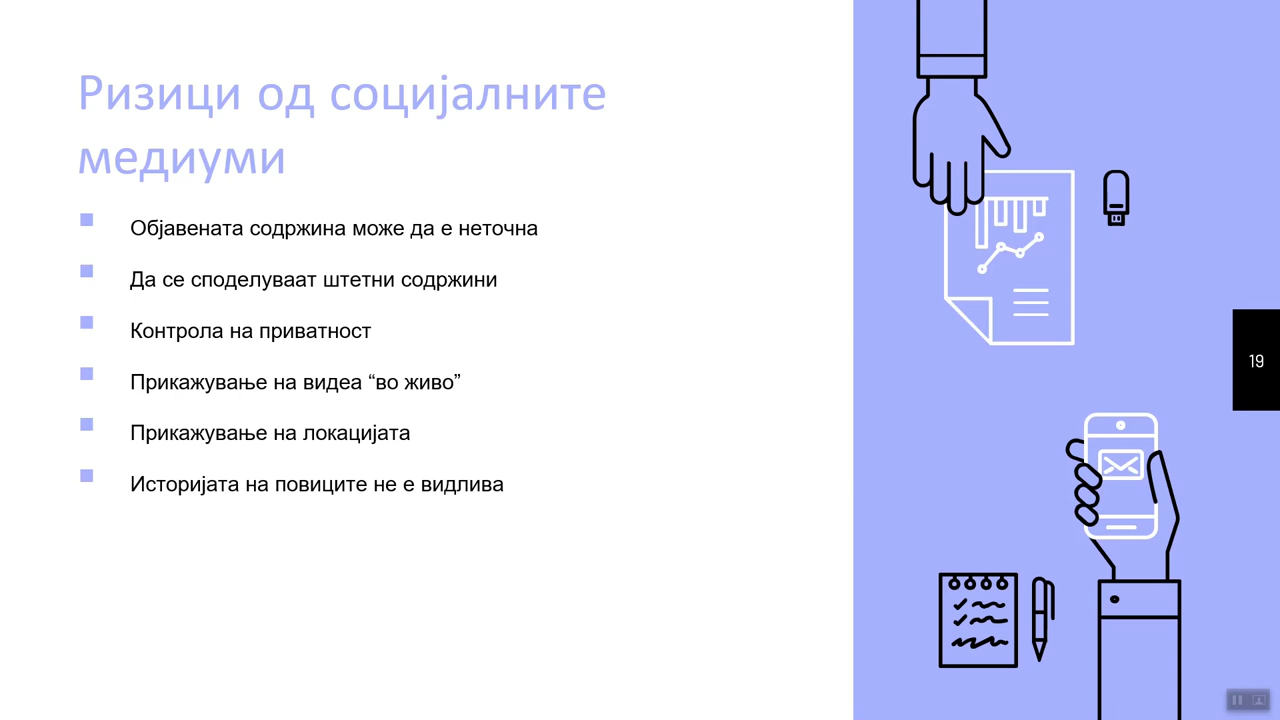 Ризици од социјалните
медиуми
Објавената содржина може да е неточна
Да се споделуваат штетни содржини
Контрола на приватност
Прикажување на видеа “во живо”
Прикажување на локацијата
Историјата на повиците не е видлива
19